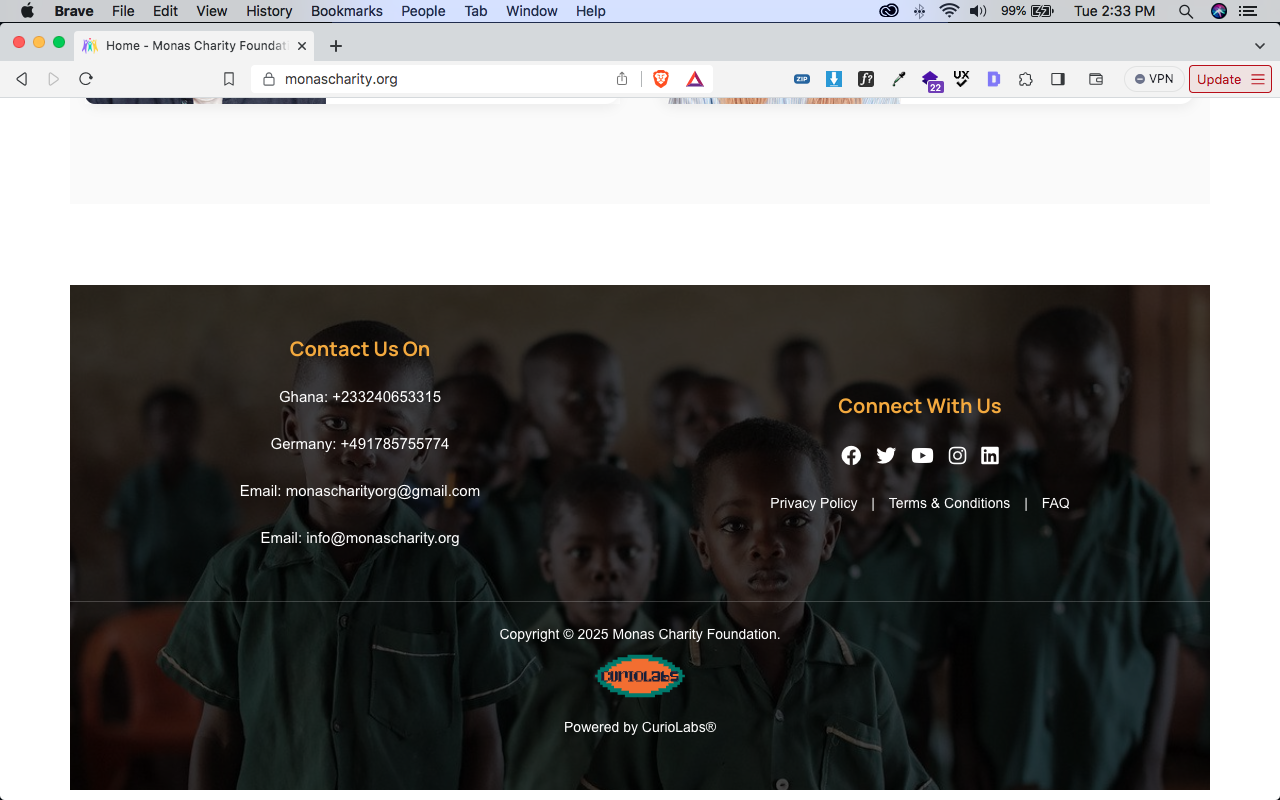 Brave File Edit View History Bookmarks People Tab Window Help 99% Tue 2:33 PM
Home - Monas Charity Foundati
monascharity.org ZIP f? 22 UX VPN Update
Contact Us On
Ghana: +233240653315
Germany: +491785755774
Email: monascharityorg@gmail.com
Email: info@monascharity.org
Connect With Us
Privacy Policy | Terms & Conditions | FAQ
Copyright © 2025 Monas Charity Foundation.
CURIOLabs
Powered by CurioLabs®